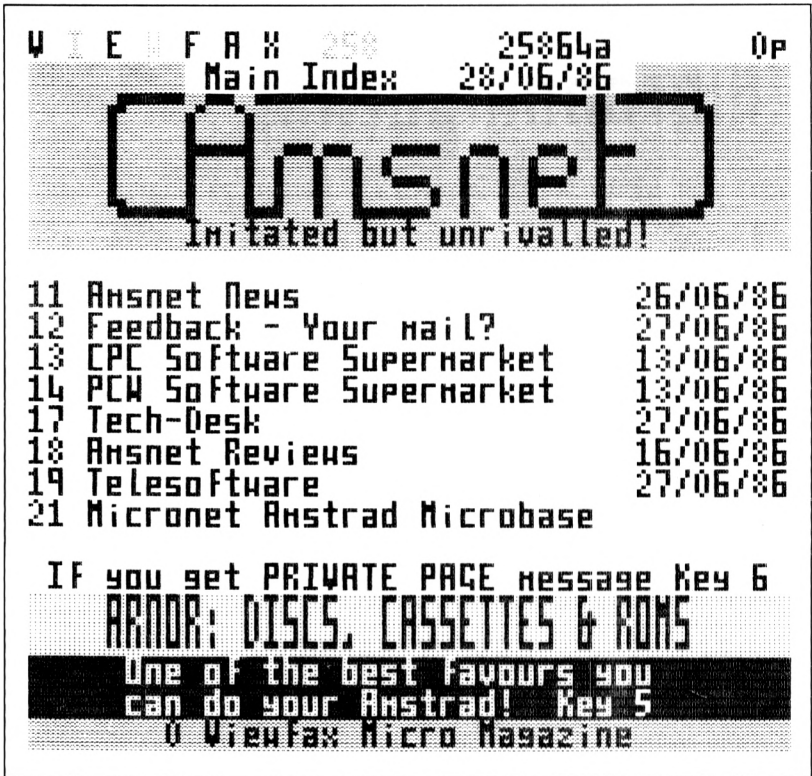 VIEWFAX 258 25864a 0p
Main Index 28/06/86
Amsnet
Imitated but unrivalled!
11 Amsnet News 26/06/86
12 Feedback - Your mail? 27/06/86
13 CPC Software Supermarket 13/06/86
14 PCW Software Supermarket 13/06/86
17 Tech-Desk 27/06/86
18 Amsnet Reviews 16/06/86
19 Telesoftware 27/06/86
21 Micronet Amstrad Microbase
If you get PRIVATE PAGE message Key 6
ARNOR: DISCS, CASSETTES & ROMS
One of the best favours you
can do your Amstrad! Key 5
0 Viewfax Micro Magazine